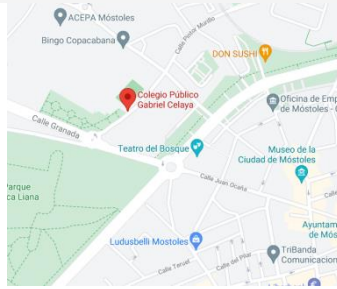 ACEPA Móstoles
Calle Pintor Murillo
Bingo Copacabana
DON SUSHI
Colegio Público
Gabriel Celaya
Oficina de Emp
de Móstoles - C
Calle Granada
Teatro del Bosque
Museo de la
Ciudad de Móstoles
Calle Juan Ocaña
Parque
ca Liana
Ayuntam
de Mós
Ludusbelli Mostoles
TriBanda
Comunicacion
Calle Teruel
Calle del Pilar